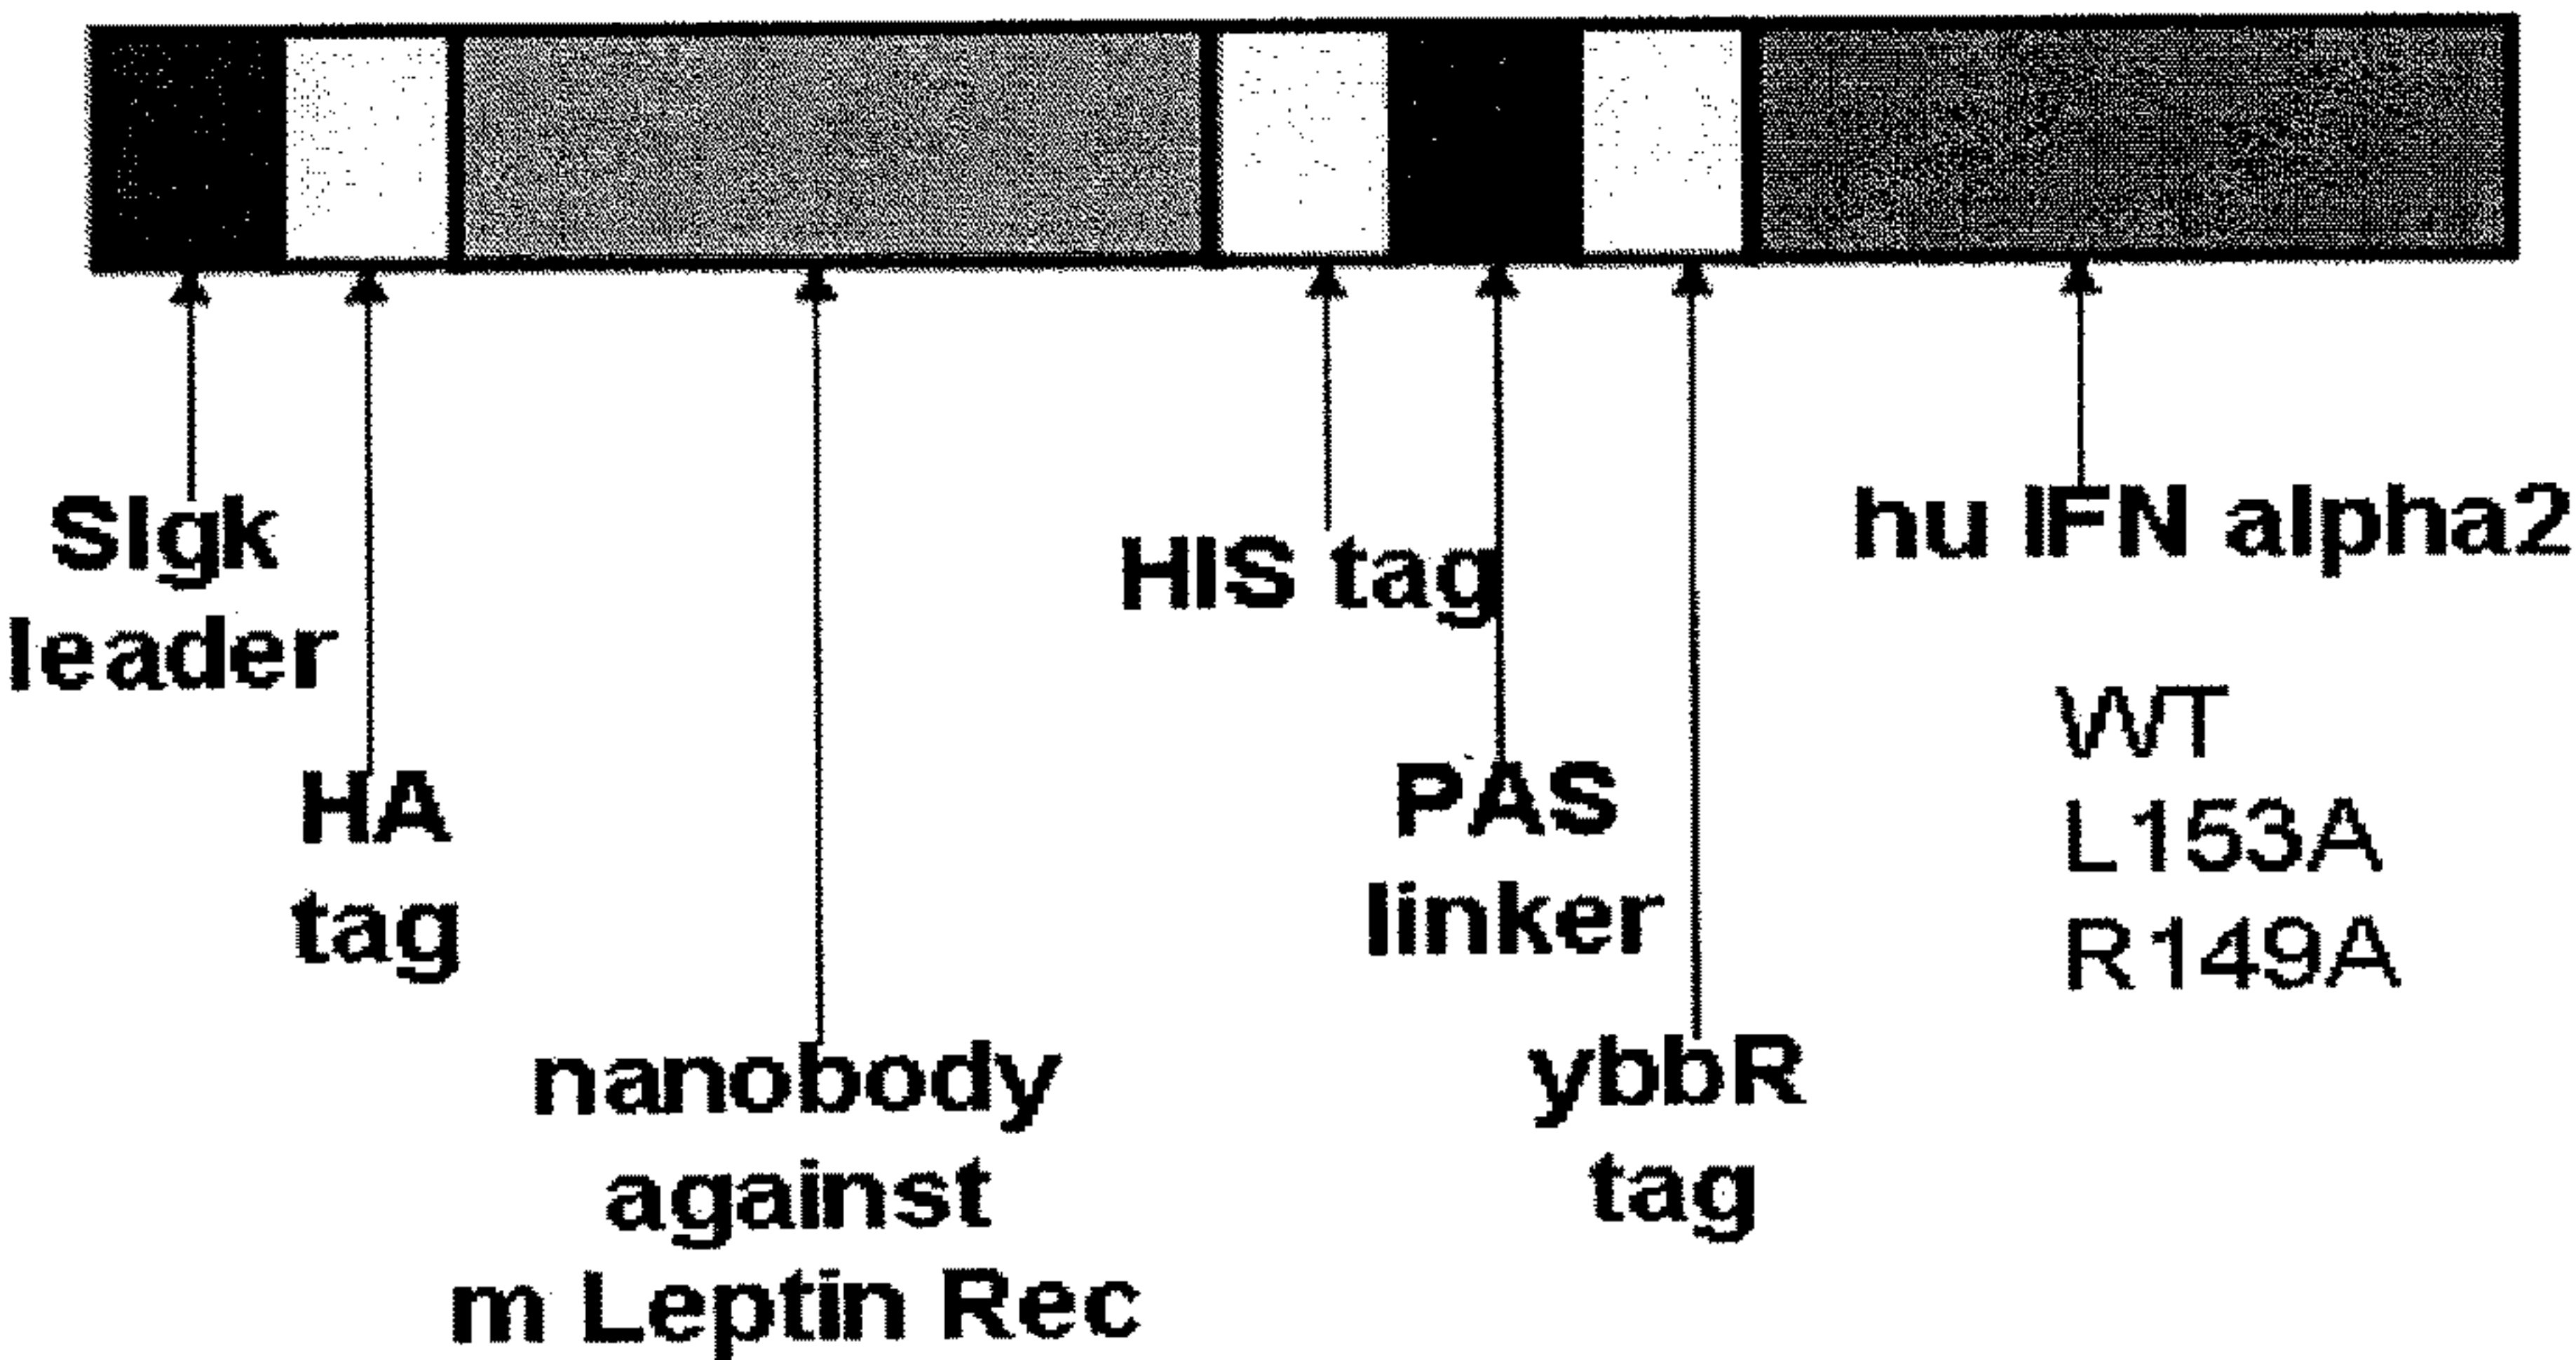 SIgk
leader
HA
tag
nanobody
against
m Leptin Rec
HIS tag
PAS
linker
ybbR
tag
hu IFN alpha2
WT
L153A
R149A